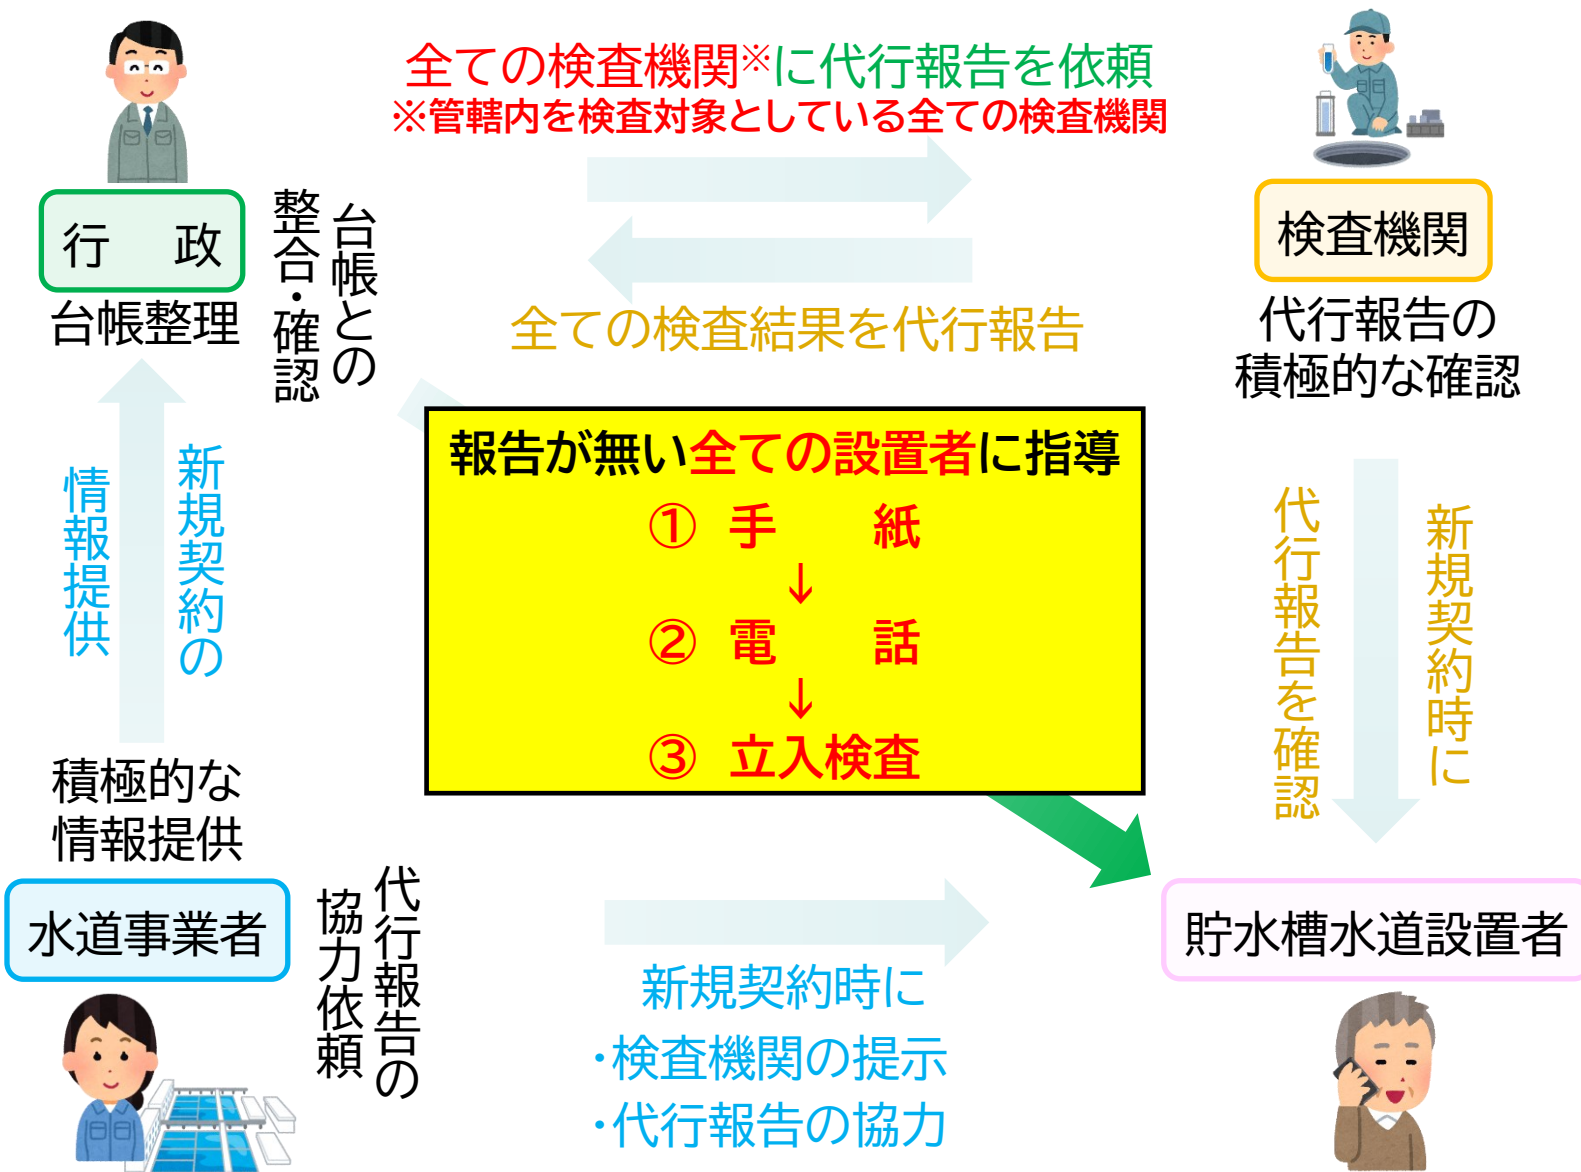 全ての検査機関※に代行報告を依頼
※管轄内を検査対象としている全ての検査機関
行　政
台帳整理
台帳との
整合・確認
検査機関
代行報告の
積極的な確認
全ての検査結果を代行報告
報告が無い全ての設置者に指導
① 手　紙
↓
② 電　話
↓
③ 立入検査
新規契約の
情報提供
新規契約時に
代行報告を確認
積極的な
情報提供
水道事業者
代行報告の
協力依頼
新規契約時に
・検査機関の提示
・代行報告の協力
貯水槽水道設置者